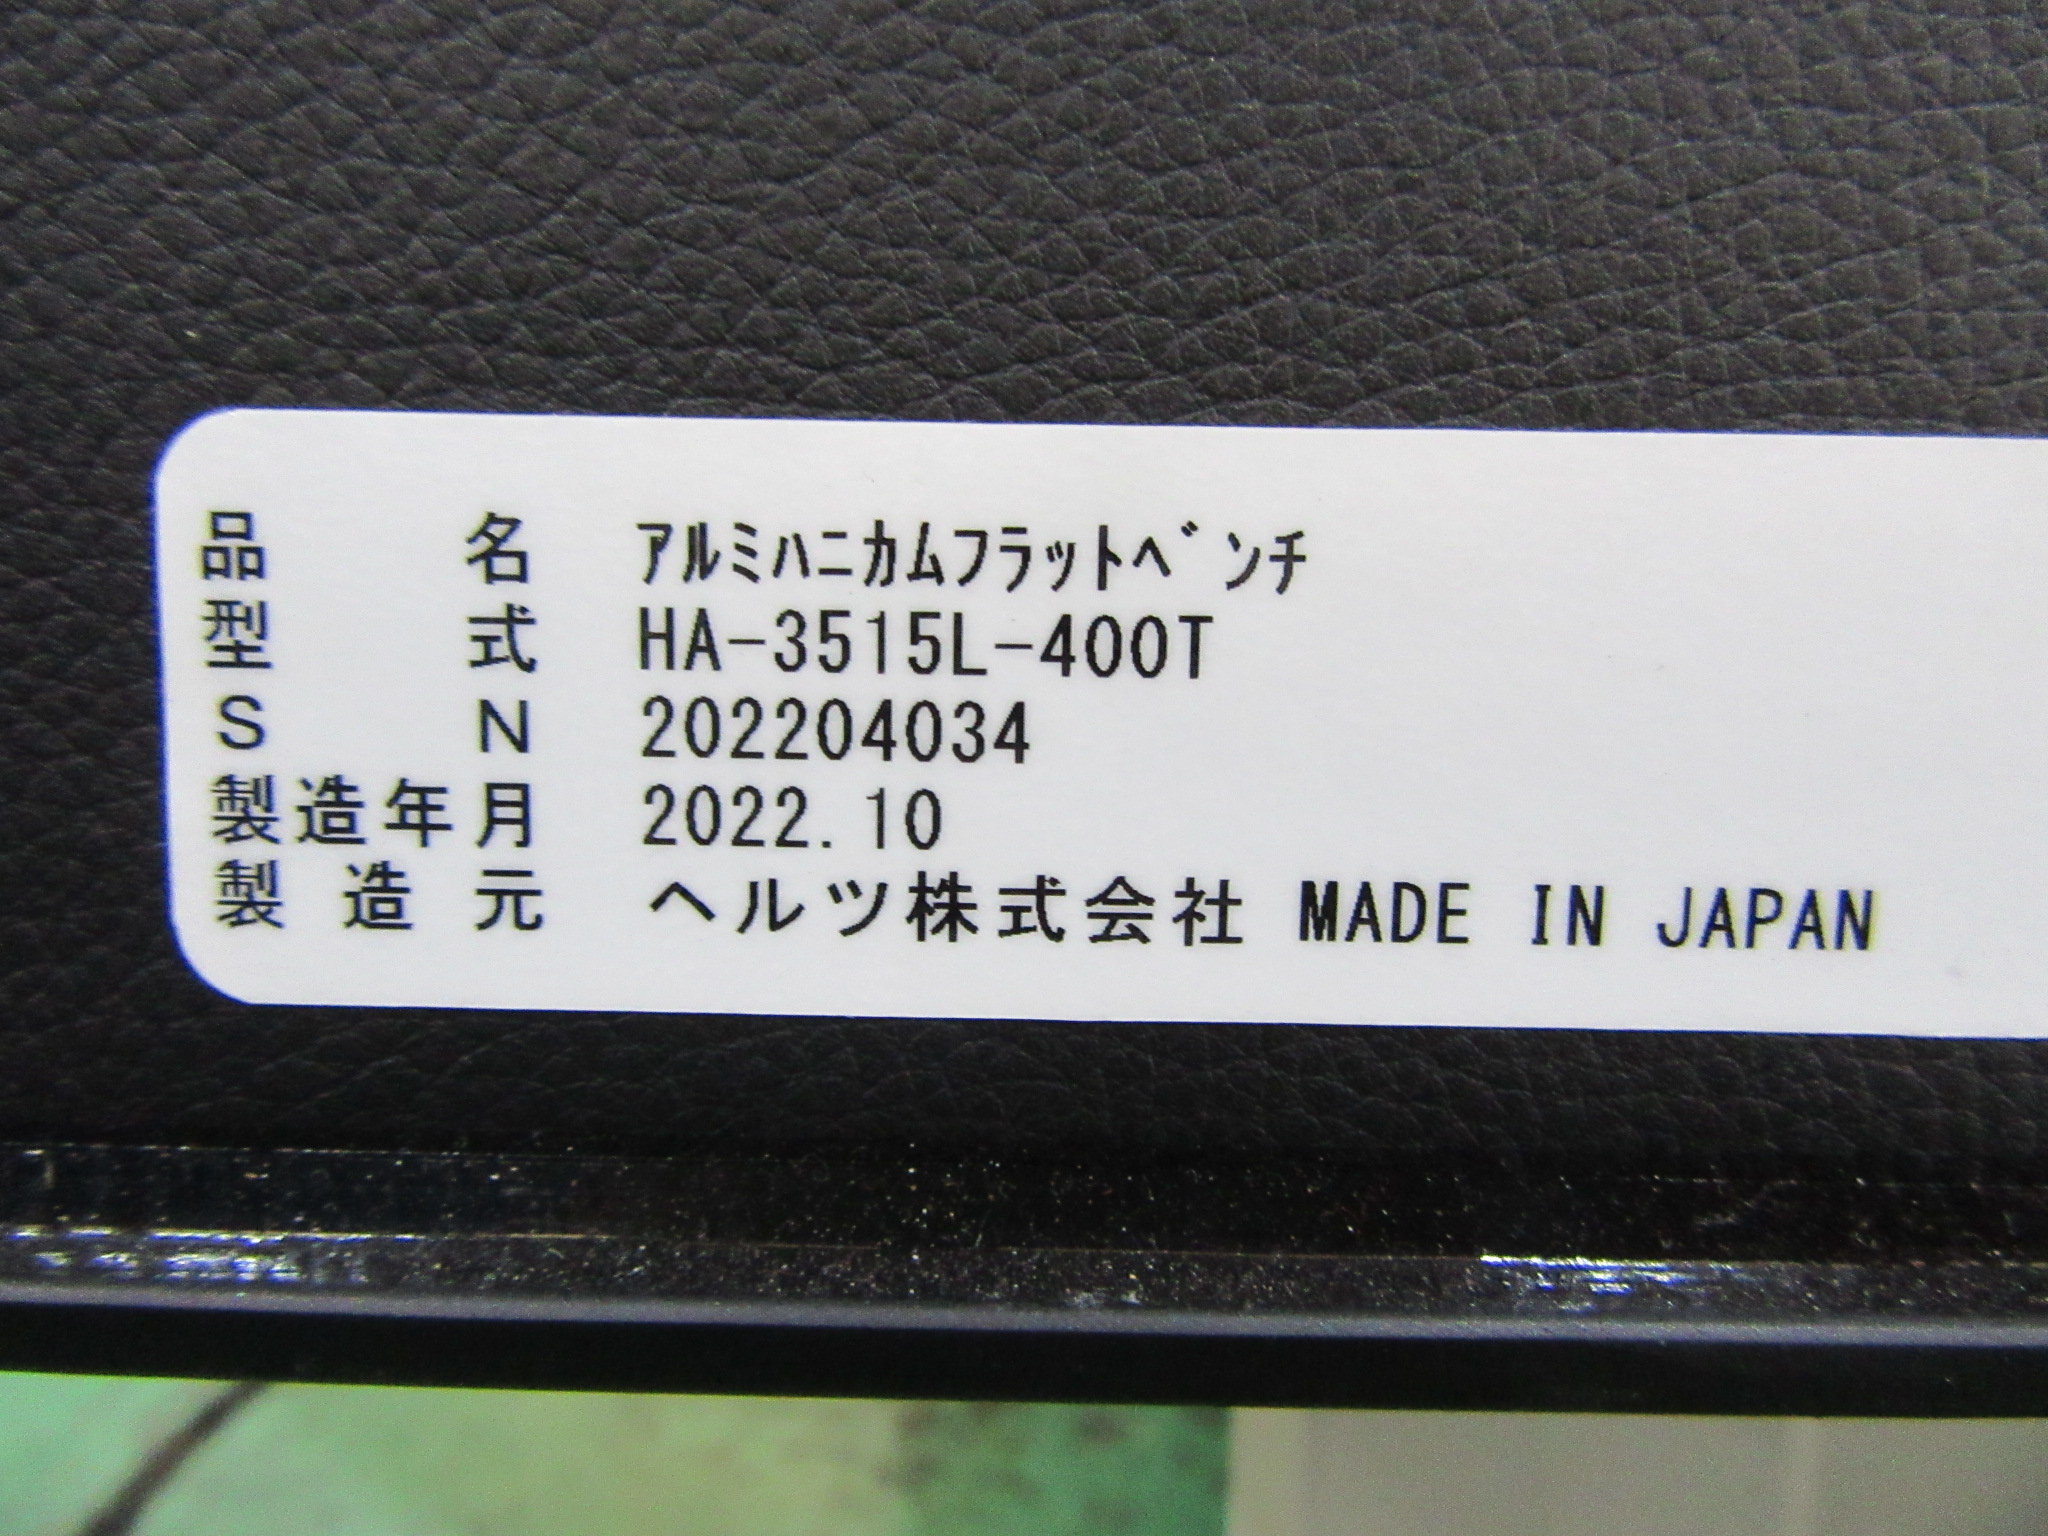 品名 ｱﾙﾐﾊﾆｶﾑﾌﾗｯﾄﾍﾞﾝﾁ
型式 HA-3515L-400T
SN 202204034
製造年月 2022.10
製造元 ヘルツ株式会社 MADE IN JAPAN